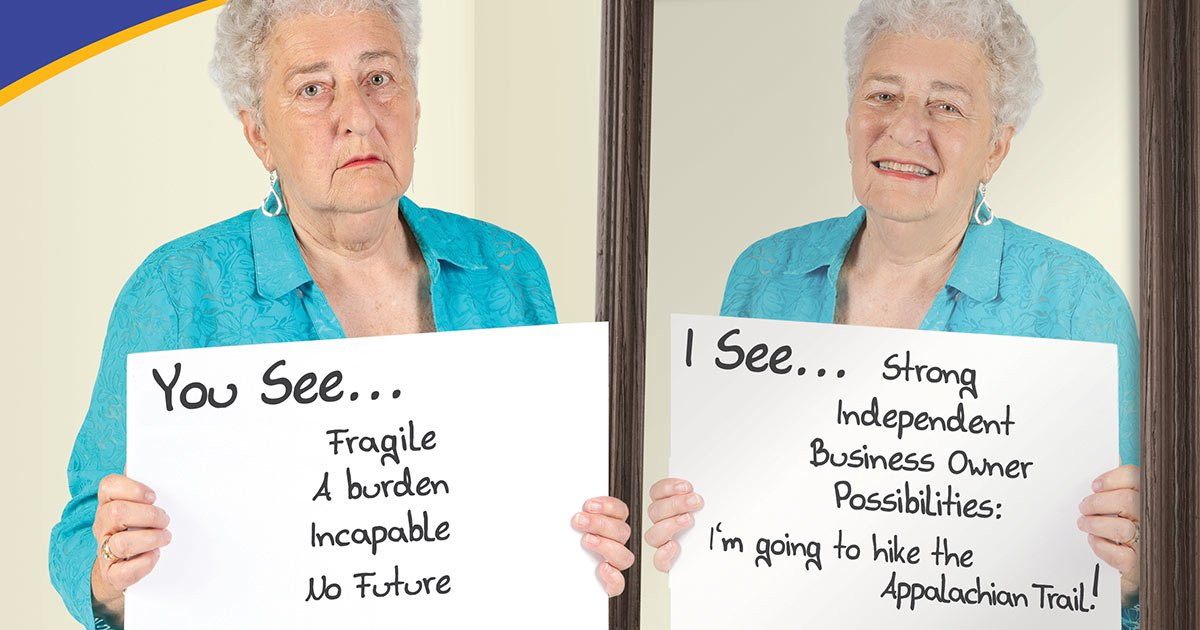 You See...
Fragile
A burden
Incapable
No Future
I See... Strong
Independent
Business Owner
Possibilities:
I'm going to hike the
Appalachian Trail!